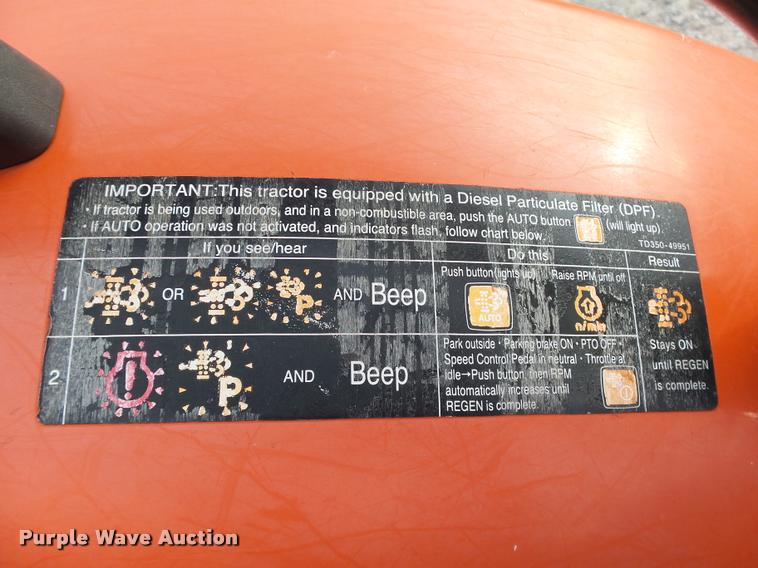 IMPORTANT:This tractor is equipped with a Diesel Particulate Filter (DPF).
· If tractor is being used outdoors, and in a non-combustible area, push the AUTO button (will light up).
· If AUTO operation was not activated, and indicators flash, follow chart below.
TD350-49951
If you see/hear
Do this
Result
1
OR
P
AND Beep
Push button(lights up)
AUTO
Raise RPM until off
n/min
Stays ON
until REGEN
is complete.
2
P
AND
Beep
Park outside · Parking brake ON · PTO OFF ·
Speed Control Pedal in neutral · Throttle at
idle→Push button, then RPM
automatically increases until
REGEN is complete.
Purple Wave Auction